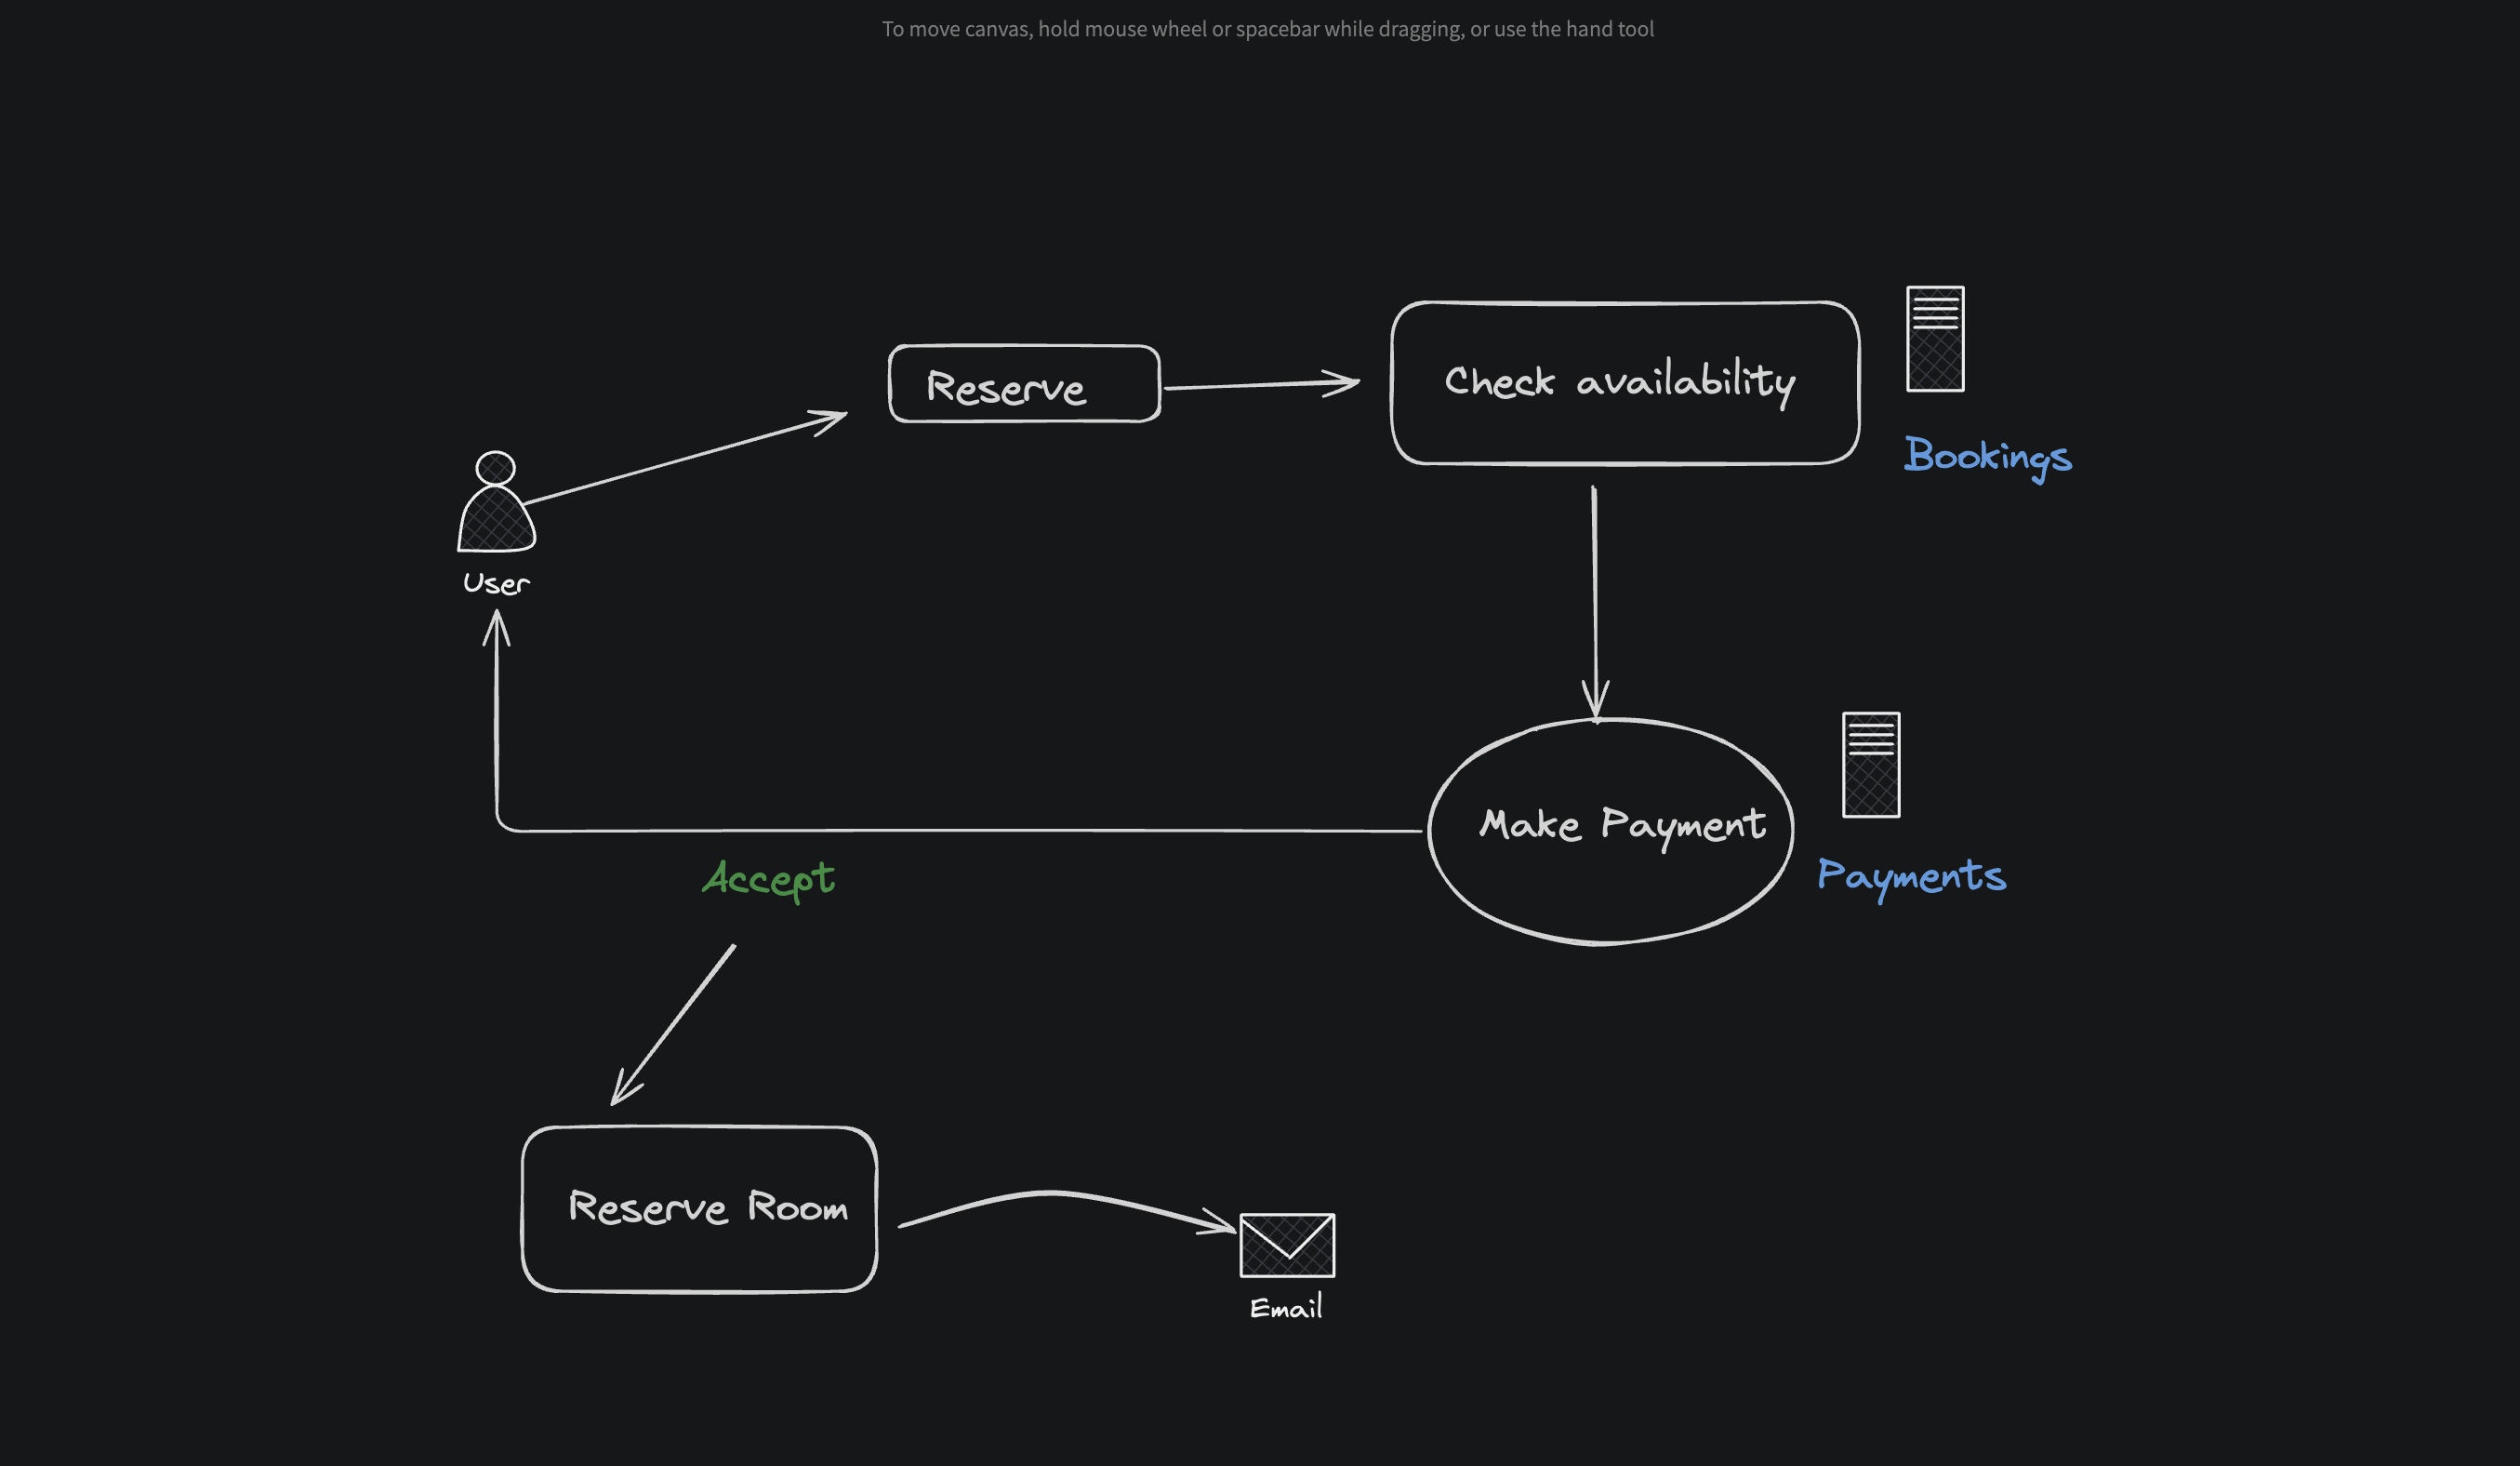 To move canvas, hold mouse wheel or spacebar while dragging, or use the hand tool
Reserve
Check availability
Bookings
User
Make Payment
Payments
Accept
Reserve Room
Email